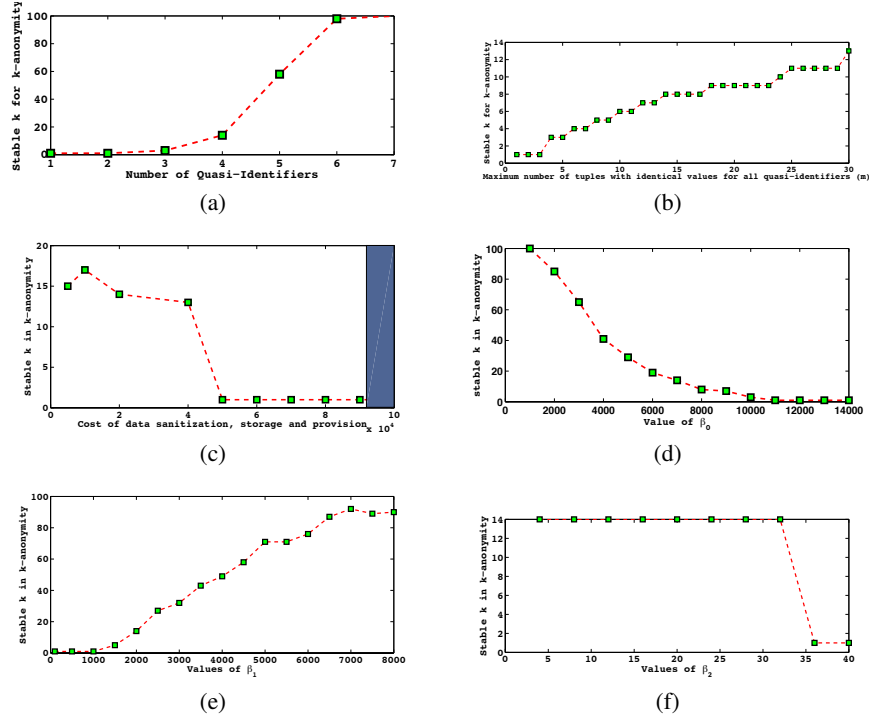 100
80
60
40
20
0
1 2 3 4 5 6 7
Stable k for k-anonymity
Number of Quasi-Identifiers
(a)
14
12
10
8
6
4
2
0
0 5 10 15 20 25 30
Stable k for k-anonymity
Maximum number of tuples with identical values for all quasi-identifiers (m)
(b)
20
15
10
5
0
0 2 4 6 8 10
x 10^4
Stable k in k-anonymity
Cost of data sanitization, storage and provision
(c)
100
80
60
40
20
0
0 2000 4000 6000 8000 10000 12000 14000
stable k in k-anonymity
Value of β_0
(d)
100
80
60
40
20
0
0 1000 2000 3000 4000 5000 6000 7000 8000
Stable k in k-anonymity
Values of β_1
(e)
14
12
10
8
6
4
2
0
0 5 10 15 20 25 30 35 40
Stable k in k-anonymity
Values of β_2
(f)